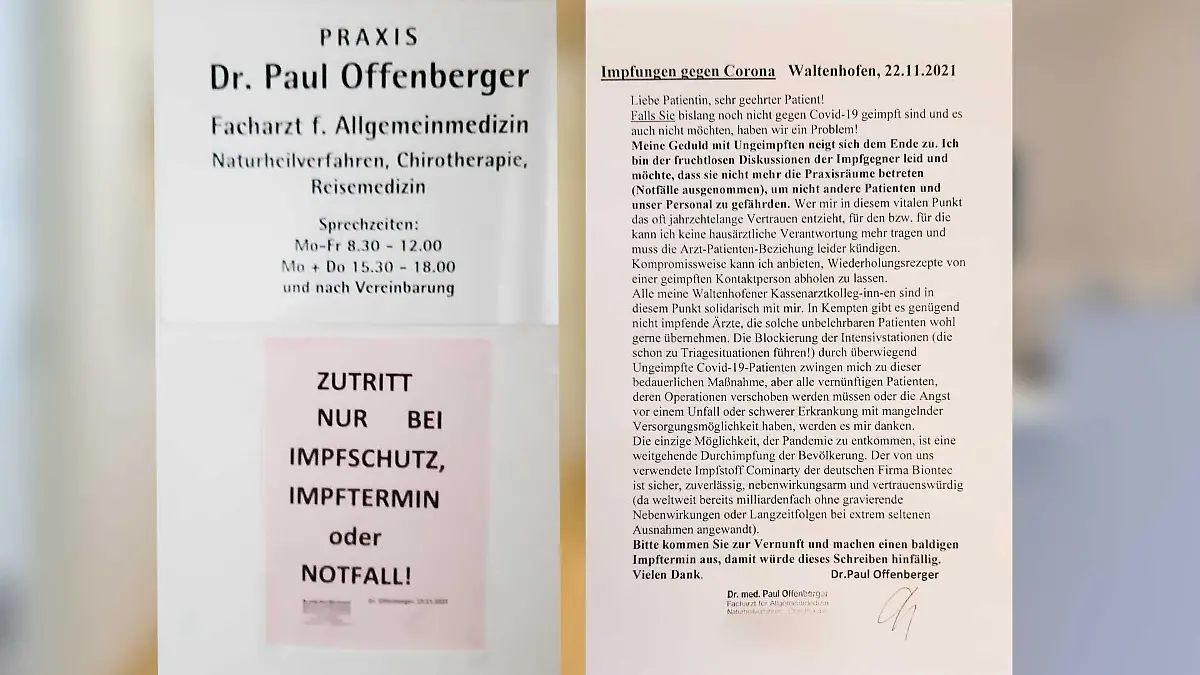 PRAXIS
Dr. Paul Offenberger
Facharzt f. Allgemeinmedizin
Naturheilverfahren, Chirotherapie,
Reisemedizin
Sprechzeiten:
Mo-Fr 8.30 - 12.00
Mo + Do 15.30 - 18.00
und nach Vereinbarung
ZUTRITT
NUR BEI
IMPFSCHUTZ,
IMPFTERMIN
oder
NOTFALL!
Dr. Offenberger,
Impfungen gegen Corona Waltenhofen, 22.11.2021
Liebe Patientin, sehr geehrter Patient!
Falls Sie bislang noch nicht gegen Covid-19 geimpft sind und es
auch nicht möchten, haben wir ein Problem!
Meine Geduld mit Ungeimpften neigt sich dem Ende zu. Ich
bin der fruchtlosen Diskussionen der Impfgegner leid und
möchte, dass sie nicht mehr die Praxisräume betreten
(Notfälle ausgenommen), um nicht andere Patienten und
unser Personal zu gefährden. Wer mir in diesem vitalen Punkt
das oft jahrzehtelange Vertrauen entzieht, für den bzw. für die
kann ich keine hausärztliche Verantwortung mehr tragen und
muss die Arzt-Patienten-Beziehung leider kündigen.
Kompromissweise kann ich anbieten, Wiederholungsrezepte von
einer geimpften Kontaktperson abholen zu lassen.
Alle meine Waltenhofener Kassenarztkolleg-inn-en sind in
diesem Punkt solidarisch mit mir. In Kempten gibt es genügend
nicht impfende Ärzte, die solche unbelehrbaren Patienten wohl
gerne übernehmen. Die Blockierung der Intensivstationen (die
schon zu Triagesituationen führen!) durch überwiegend
Ungeimpfte Covid-19-Patienten zwingen mich zu dieser
bedauerlichen Maßnahme, aber alle vernünftigen Patienten,
deren Operationen verschoben werden müssen oder die Angst
vor einem Unfall oder schwerer Erkrankung mit mangelnder
Versorgungsmöglichkeit haben, werden es mir danken.
Die einzige Möglichkeit, der Pandemie zu entkommen, ist eine
weitgehende Durchimpfung der Bevölkerung. Der von uns
verwendete Impfstoff Cominarty der deutschen Firma Biontec
ist sicher, zuverlässig, nebenwirkungsarm und vertrauenswürdig
(da weltweit bereits milliardenfach ohne gravierende
Nebenwirkungen oder Langzeitfolgen bei extrem seltenen
Ausnahmen angewandt).
Bitte kommen Sie zur Vernunft und machen einen baldigen
Impftermin aus, damit würde dieses Schreiben hinfällig.
Vielen Dank. Dr.Paul Offenberger
Dr. med. Paul Offenberger
Facharzt für Allgemeinmedizin
Naturheilverfahren